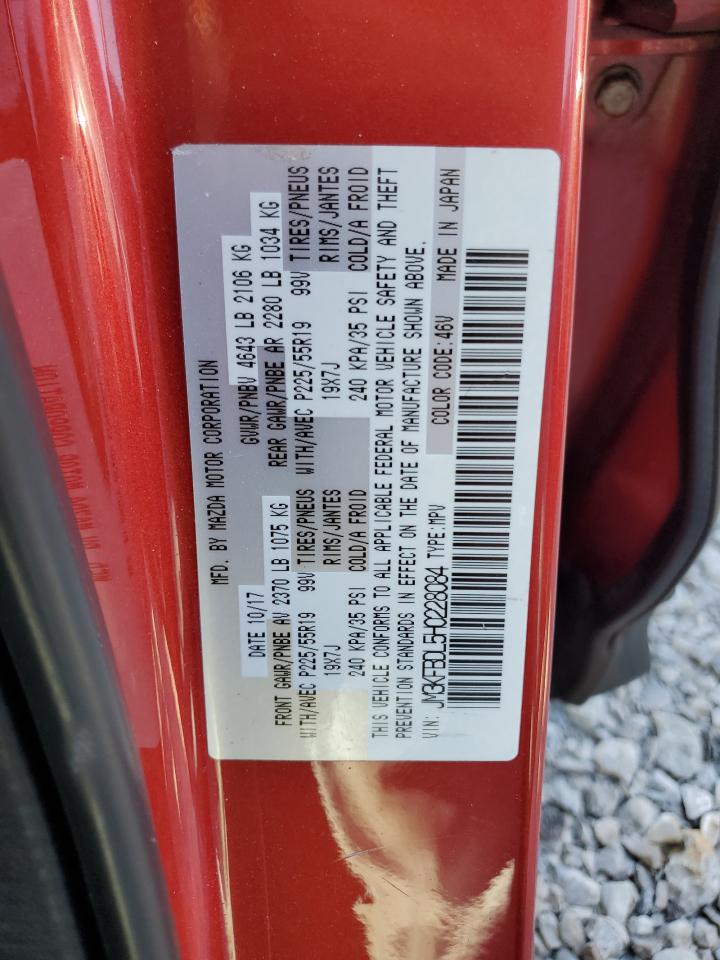 MFD. BY MAZDA MOTOR CORPORATION
DATE 10/17 GVWR/PNBV 4643 LB 2106 KG
FRONT GAWR/PNBE AV 2370 LB 1075 KG REAR GAWR/PNBE AR 2280 LB 1034 KG
WITH/AVEC P225/55R19 99V TIRES/PNEUS WITH/AVEC P225/55R19 99V TIRES/PNEUS
19X7J RIMS/JANTES 19X7J RIMS/JANTES
240 KPA/35 PSI COLD/A FROID 240 KPA/35 PSI COLD/A FROID
THIS VEHICLE CONFORMS TO ALL APPLICABLE FEDERAL MOTOR VEHICLE SAFETY AND THEFT
PREVENTION STANDARDS IN EFFECT ON THE DATE OF MANUFACTURE SHOWN ABOVE.
VIN: JM3KFBDL5H0228084 TYPE:MPV COLOR CODE:46V MADE IN JAPAN